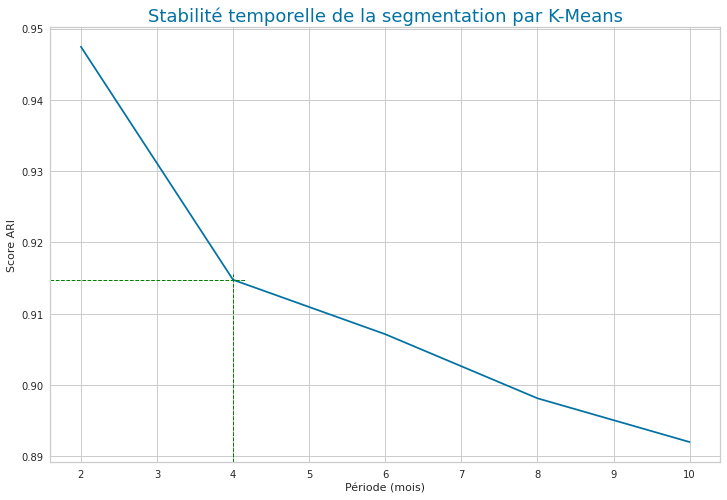 Stabilité temporelle de la segmentation par K-Means
0.95
0.94
0.93
0.92
0.91
0.90
0.89
Score ARI
2 3 4 5 6 7 8 9 10
Période (mois)